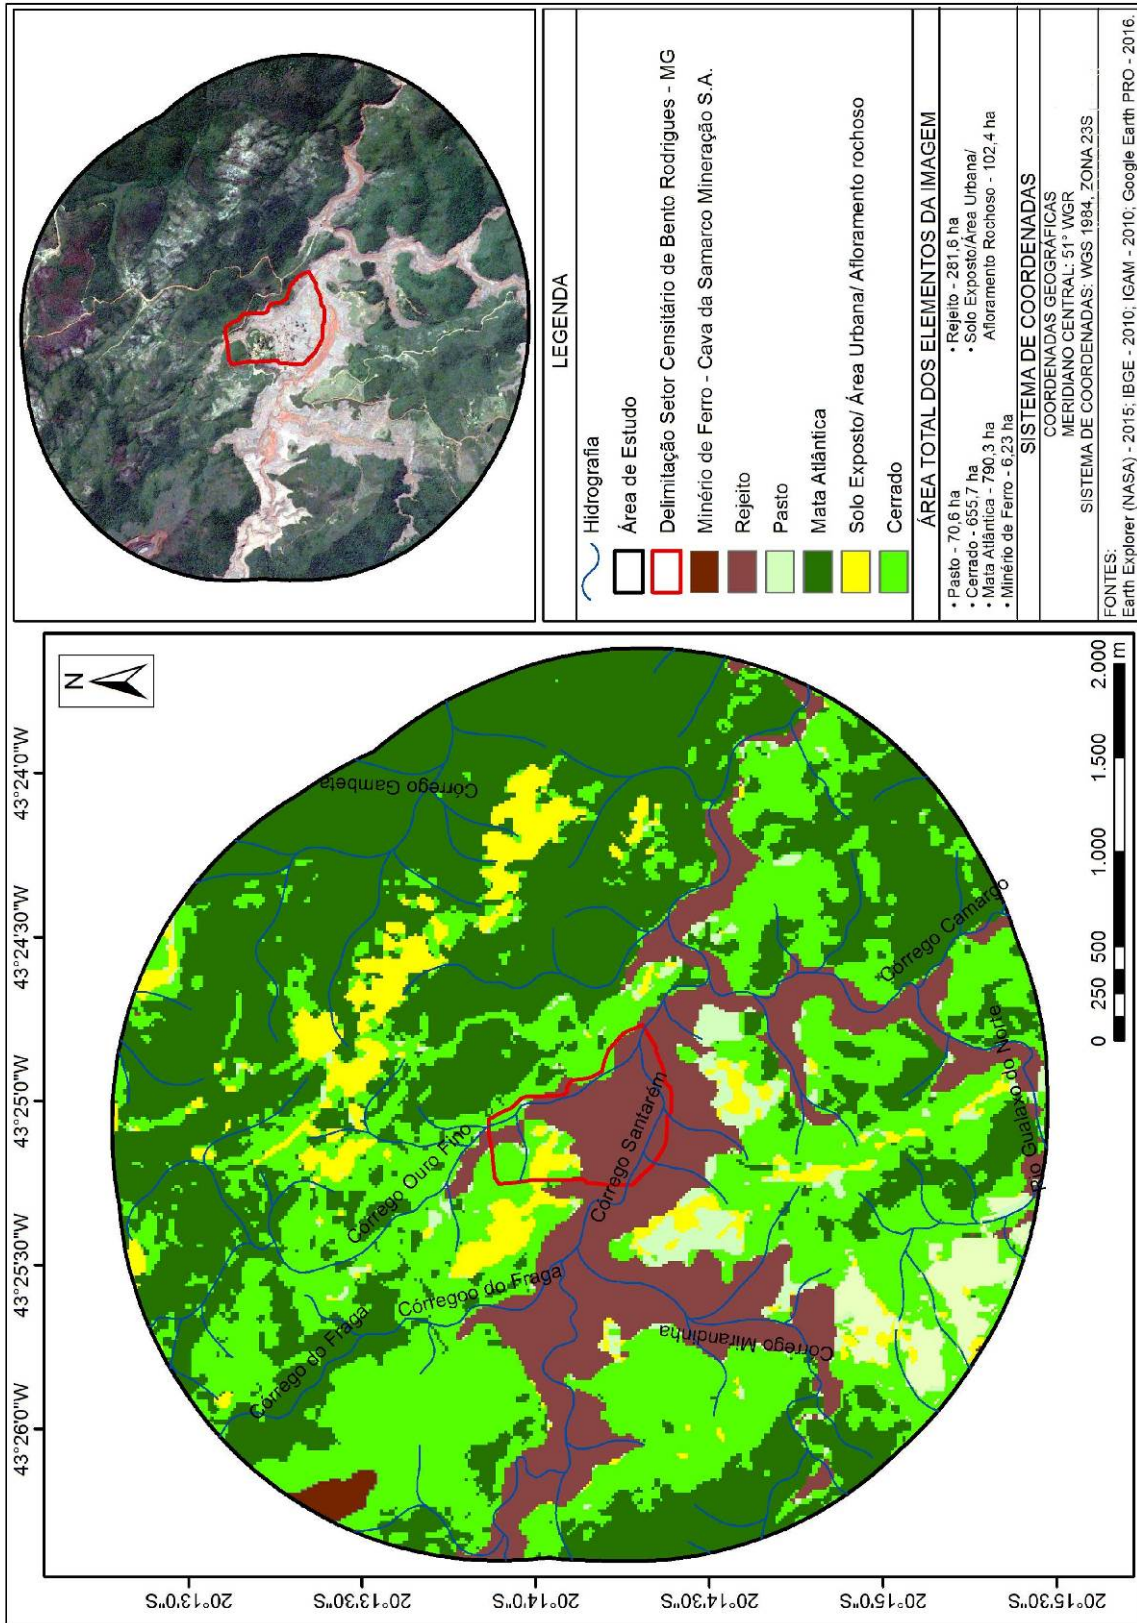 43°26'0"W
43°25'30"W
43°25'0"W
43°24'30"W
43°24'0"W
N
20°13'0"S
20°13'30"S
20°14'0"S
20°14'30"S
20°15'0"S
20°15'30"S
Córrego Gambeta
Córrego do Fraga
Córrego Ouro Fino
Córregoo do Fraga
Córrego Santarém
Córrego Mirandinha
Córrego Camargo
Rio Gualaxo do Norte
0 250 500 1.000 1.500 2.000
m
LEGENDA
Hidrografia
Área de Estudo
Delimitação Setor Censitário de Bento Rodrigues - MG
Minério de Ferro - Cava da Samarco Mineração S.A.
Rejeito
Pasto
Mata Atlântica
Solo Exposto/ Área Urbana/ Afloramento rochoso
Cerrado
ÁREA TOTAL DOS ELEMENTOS DA IMAGEM
• Pasto - 70,6 ha
• Cerrado - 655,7 ha
• Mata Atlântica - 790,3 ha
• Minério de Ferro - 6,23 ha
• Rejeito - 281,6 ha
• Solo Exposto/Área Urbana/
Afloramento Rochoso - 102,4 ha
SISTEMA DE COORDENADAS
COORDENADAS GEOGRÁFICAS
MERIDIANO CENTRAL: 51° WGR
SISTEMA DE COORDENADAS: WGS 1984, ZONA 23S
FONTES:
Earth Explorer (NASA) - 2015; IBGE - 2010; IGAM - 2010; Google Earth PRO - 2016.